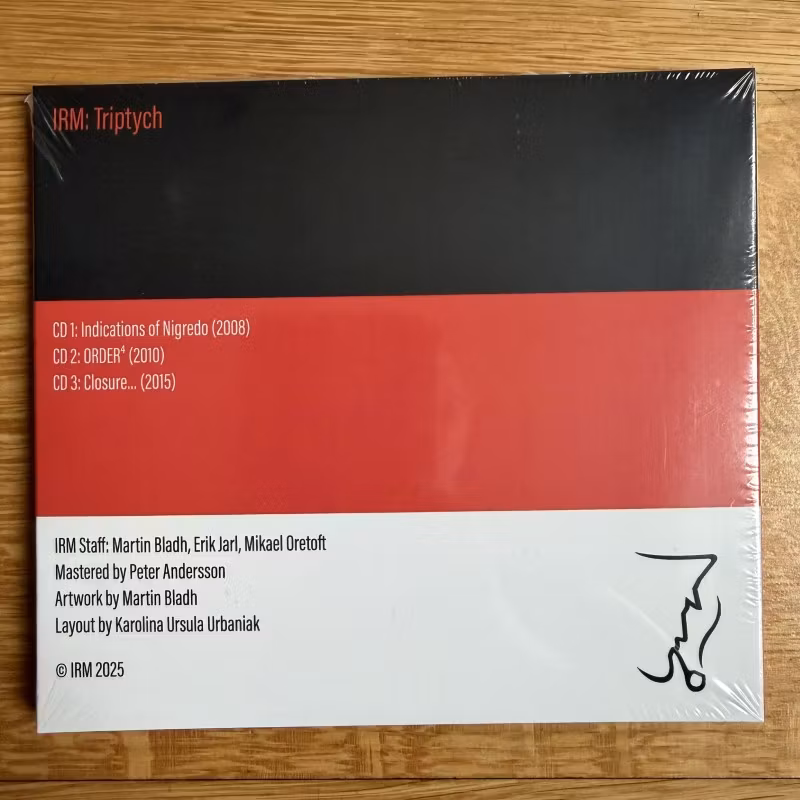 IRM: Triptych
CD 1: Indications of Nigredo (2008)
CD 2: ORDER⁴ (2010)
CD 3: Closure... (2015)
IRM Staff: Martin Bladh, Erik Jarl, Mikael Oretoft
Mastered by Peter Andersson
Artwork by Martin Bladh
Layout by Karolina Ursula Urbaniak
© IRM 2025